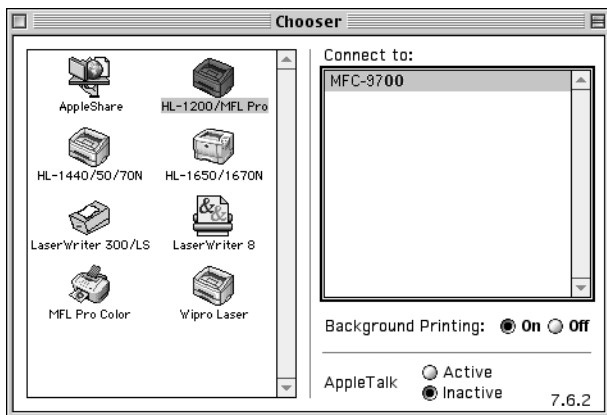 Chooser
AppleShare
HL-1200/MFL Pro
HL-1440/50/70N
HL-1650/1670N
LaserWriter 300/LS
LaserWriter 8
MFL Pro Color
Wipro Laser
Connect to:
MFC-9700
Background Printing: On Off
AppleTalk
Active
Inactive
7.6.2